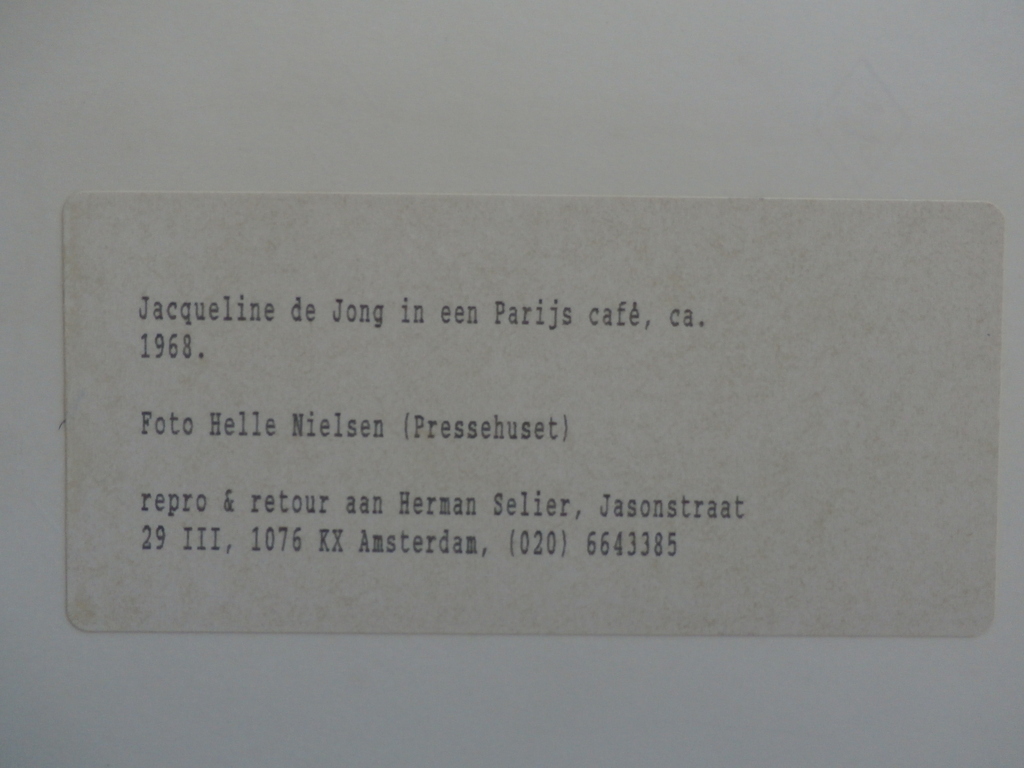 Jacqueline de Jong in een Parijs café, ca.
1968.
Foto Helle Nielsen (Pressehuset)
repro & retour aan Herman Selier, Jasonstraat
29 III, 1076 KX Amsterdam, (020) 6643385